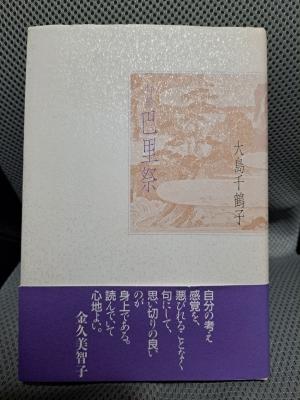 巴里祭
大島千鶴子
自分の考え
感覚を、
悪びれることなく
句にして、
思い切りの良い
のが
身上である。
読んでいて
心地よい。
金久美智子